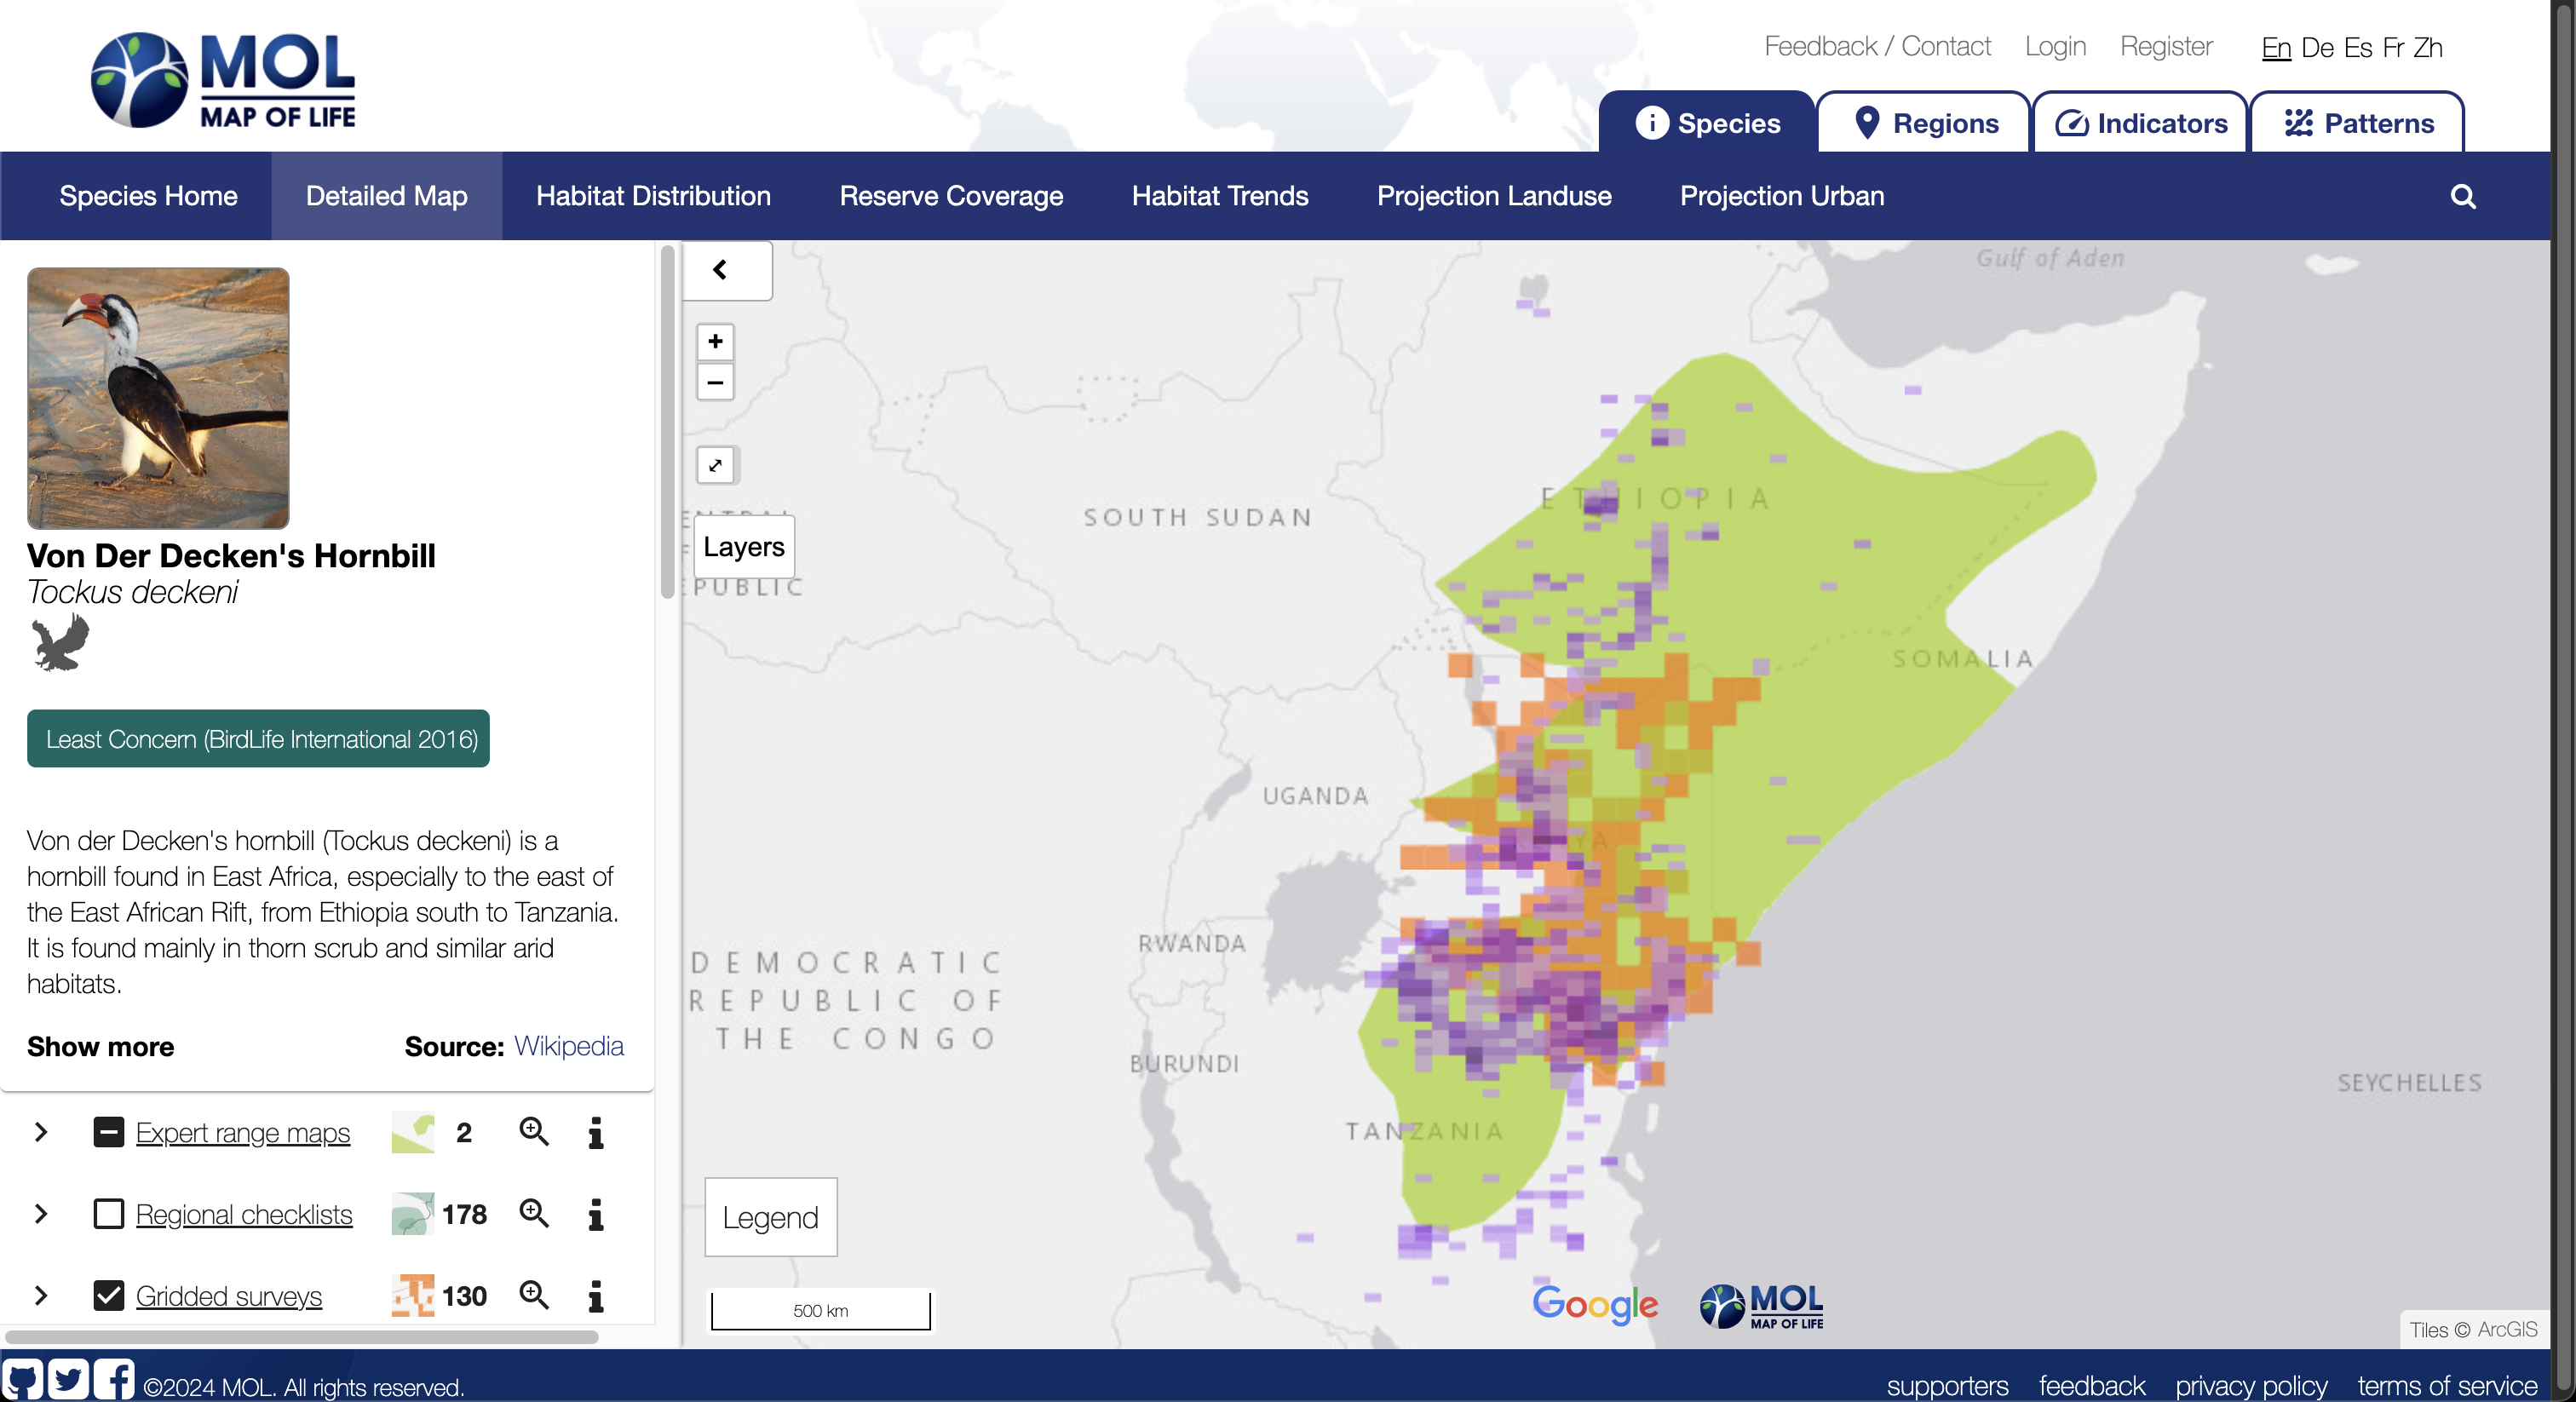 MOL
MAP OF LIFE
Feedback / Contact
Login
Register
En De Es Fr Zh
Species
Regions
Indicators
Patterns
Species Home
Detailed Map
Habitat Distribution
Reserve Coverage
Habitat Trends
Projection Landuse
Projection Urban
Von Der Decken's Hornbill
Tockus deckeni
Least Concern (BirdLife International 2016)
Von der Decken's hornbill (Tockus deckeni) is a
hornbill found in East Africa, especially to the east of
the East African Rift, from Ethiopia south to Tanzania.
It is found mainly in thorn scrub and similar arid
habitats.
Show more
Source: Wikipedia
Expert range maps 2
Regional checklists 178
Gridded surveys 130
Layers
Gulf of Aden
ETHIOPIA
SOUTH SUDAN
SOMALIA
UGANDA
RWANDA
DEMOCRATIC
REPUBLIC OF
THE CONGO
BURUNDI
SEYCHELLES
TANZANIA
Legend
500 km
Google
MOL
MAP OF LIFE
Tiles © ArcGIS
©2024 MOL. All rights reserved.
supporters
feedback
privacy policy
terms of service